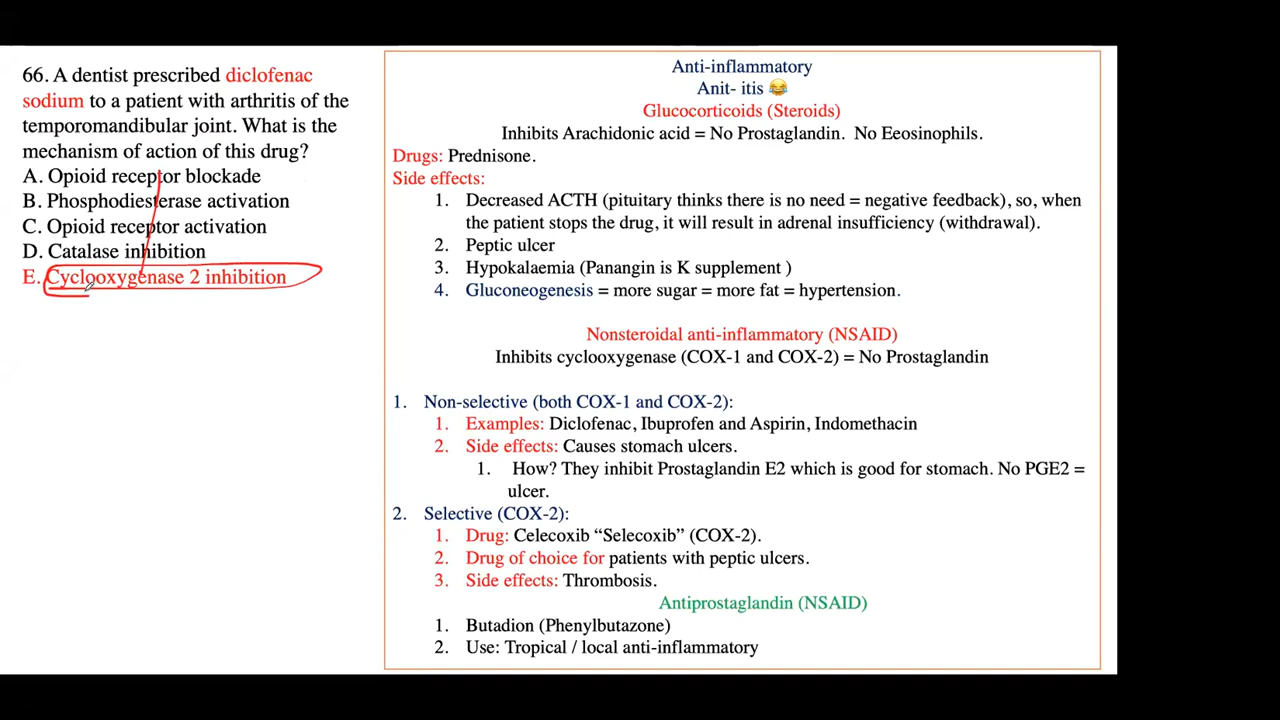 66. A dentist prescribed diclofenac
sodium to a patient with arthritis of the
temporomandibular joint. What is the
mechanism of action of this drug?
A. Opioid receptor blockade
B. Phosphodiesterase activation
C. Opioid receptor activation
D. Catalase inhibition
E. Cyclooxygenase 2 inhibition
Anti-inflammatory
Anit- itis 😂
Glucocorticoids (Steroids)
Inhibits Arachidonic acid = No Prostaglandin. No Eeosinophils.
Drugs: Prednisone.
Side effects:
1. Decreased ACTH (pituitary thinks there is no need = negative feedback), so, when
the patient stops the drug, it will result in adrenal insufficiency (withdrawal).
2. Peptic ulcer
3. Hypokalaemia (Panangin is K supplement )
4. Gluconeogenesis = more sugar = more fat = hypertension.
Nonsteroidal anti-inflammatory (NSAID)
Inhibits cyclooxygenase (COX-1 and COX-2) = No Prostaglandin
1. Non-selective (both COX-1 and COX-2):
1. Examples: Diclofenac, Ibuprofen and Aspirin, Indomethacin
2. Side effects: Causes stomach ulcers.
1. How? They inhibit Prostaglandin E2 which is good for stomach. No PGE2 =
ulcer.
2. Selective (COX-2):
1. Drug: Celecoxib “Selecoxib” (COX-2).
2. Drug of choice for patients with peptic ulcers.
3. Side effects: Thrombosis.
Antiprostaglandin (NSAID)
1. Butadion (Phenylbutazone)
2. Use: Tropical / local anti-inflammatory